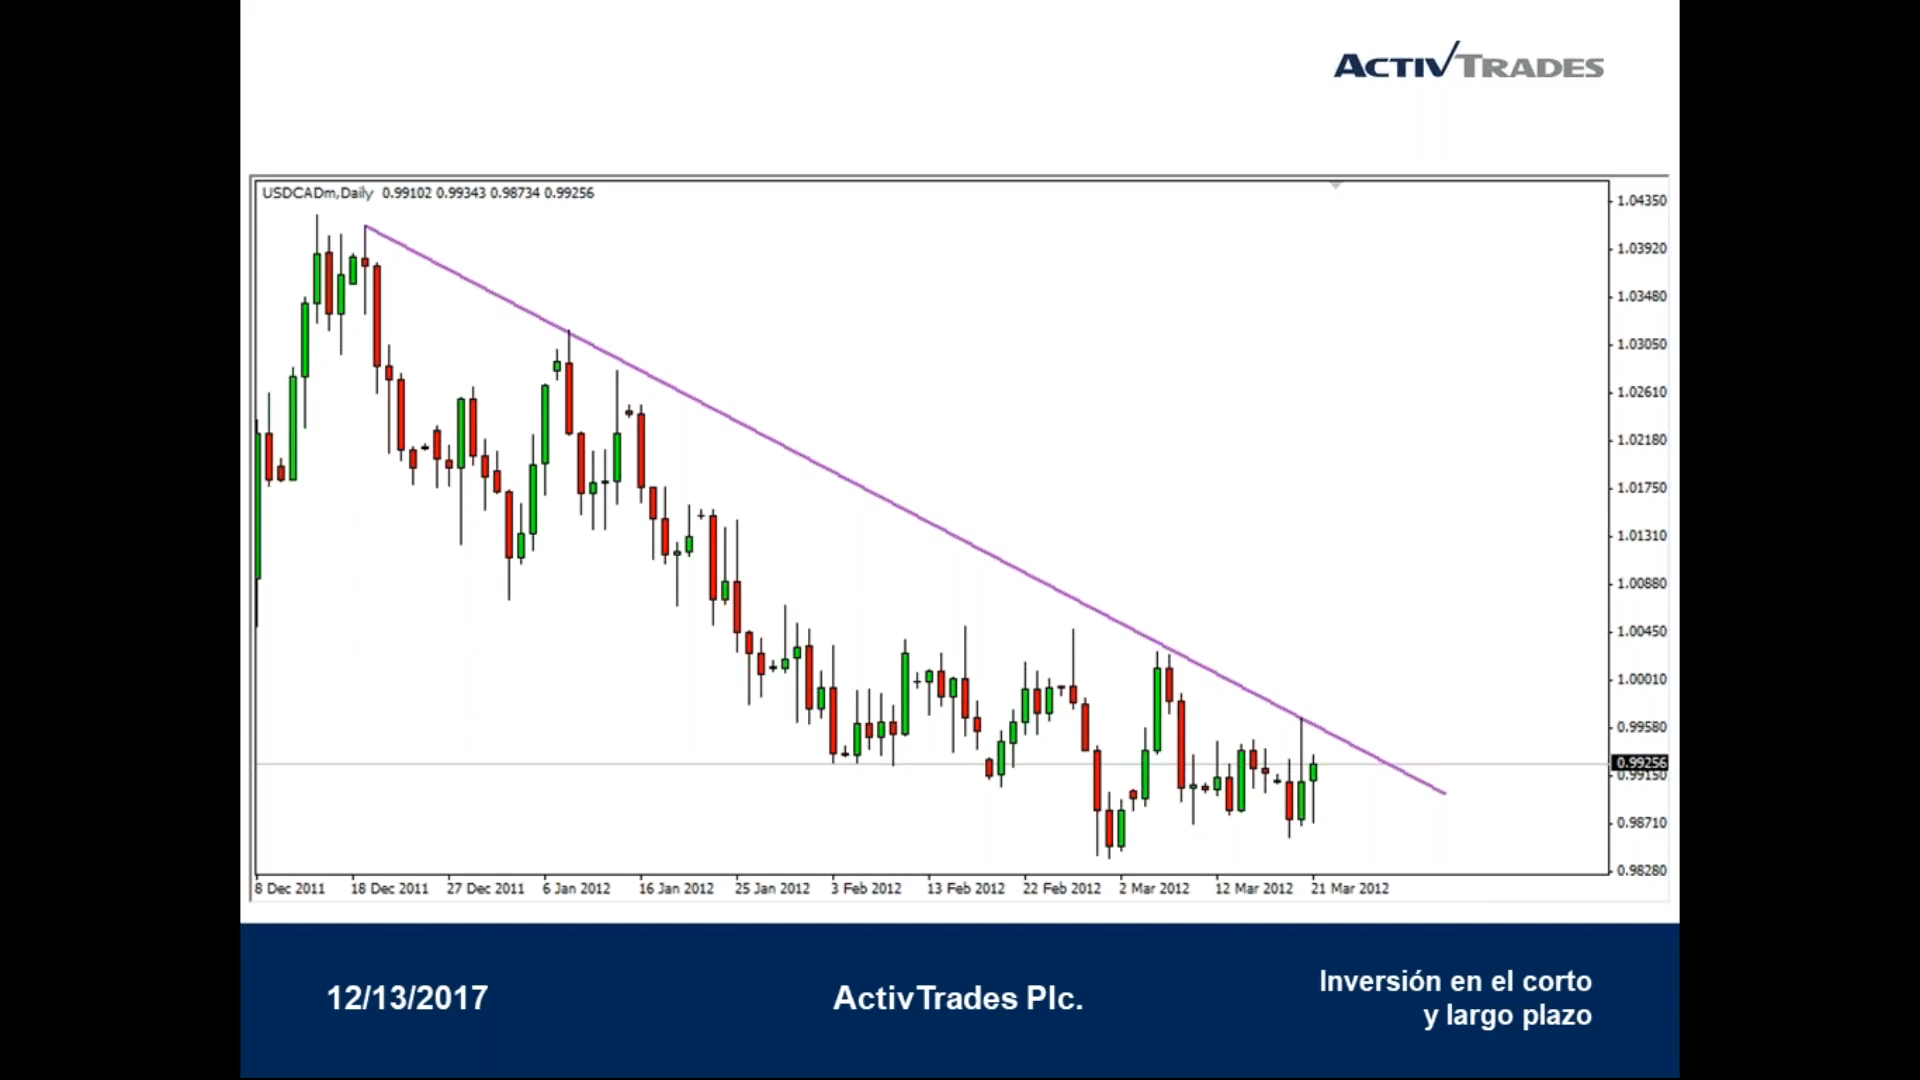 ACTIVTRADES
USDCADm,Daily 0.99102 0.99343 0.98734 0.99256
1.04350
1.03920
1.03480
1.03050
1.02610
1.02180
1.01750
1.01310
1.00880
1.00450
1.00010
0.99580
0.99256
0.99150
0.98710
0.98280
8 Dec 2011 18 Dec 2011 27 Dec 2011 6 Jan 2012 16 Jan 2012 25 Jan 2012 3 Feb 2012 13 Feb 2012 22 Feb 2012 2 Mar 2012 12 Mar 2012 21 Mar 2012
12/13/2017
ActivTrades Plc.
Inversión en el corto
y largo plazo